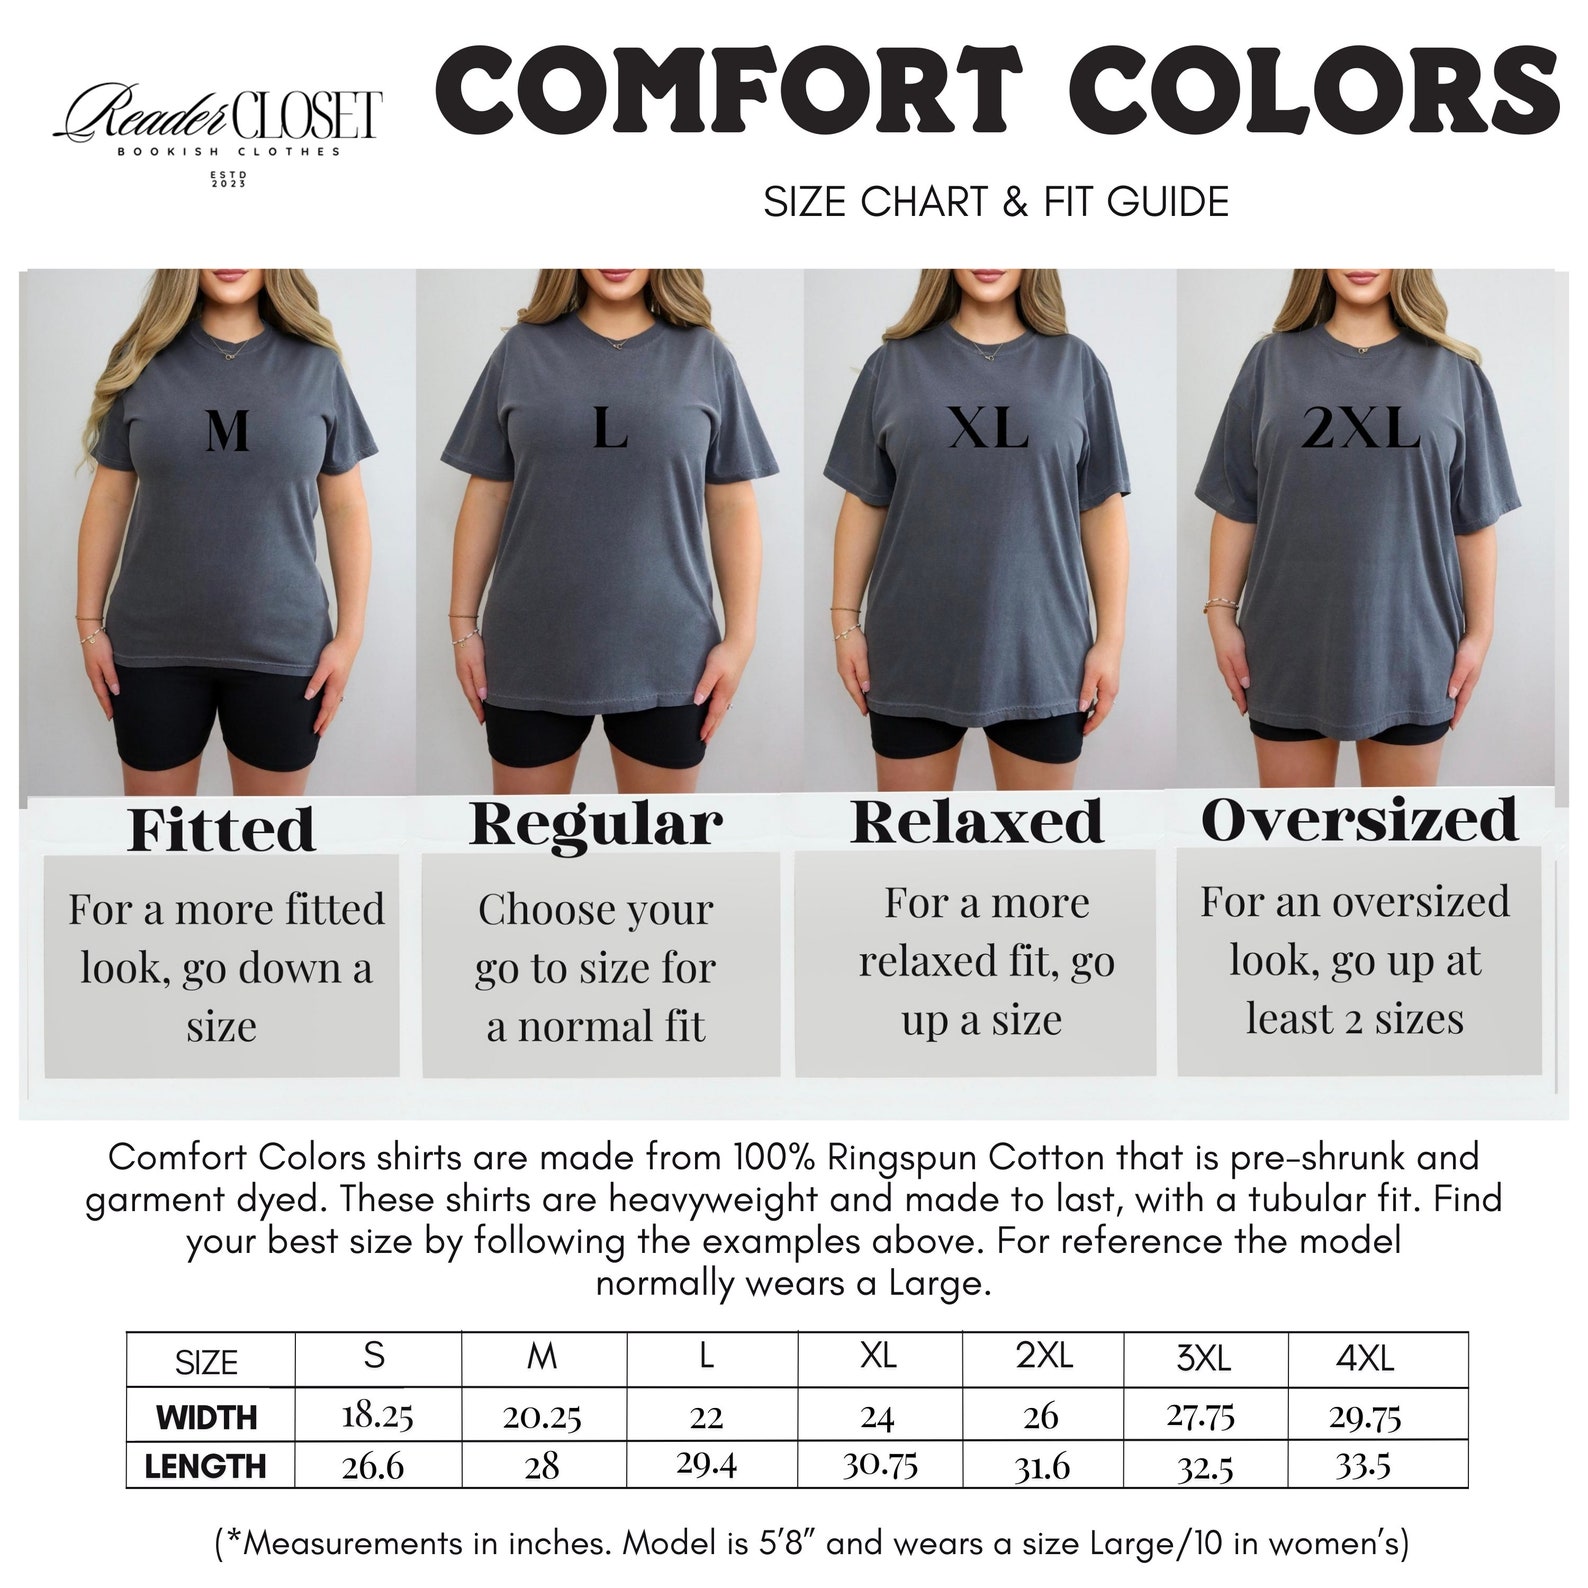 Reader CLOSET
BOOKISH CLOTHES
ESTD
2023
COMFORT COLORS
SIZE CHART & FIT GUIDE
M
L
XL
2XL
Fitted
For a more fitted
look, go down a
size
Regular
Choose your
go to size for
a normal fit
Relaxed
For a more
relaxed fit, go
up a size
Oversized
For an oversized
look, go up at
least 2 sizes
Comfort Colors shirts are made from 100% Ringspun Cotton that is pre-shrunk and
garment dyed. These shirts are heavyweight and made to last, with a tubular fit. Find
your best size by following the examples above. For reference the model
normally wears a Large.
SIZE S M L XL 2XL 3XL 4XL
WIDTH 18.25 20.25 22 24 26 27.75 29.75
LENGTH 26.6 28 29.4 30.75 31.6 32.5 33.5
(*Measurements in inches. Model is 5’8” and wears a size Large/10 in women’s)